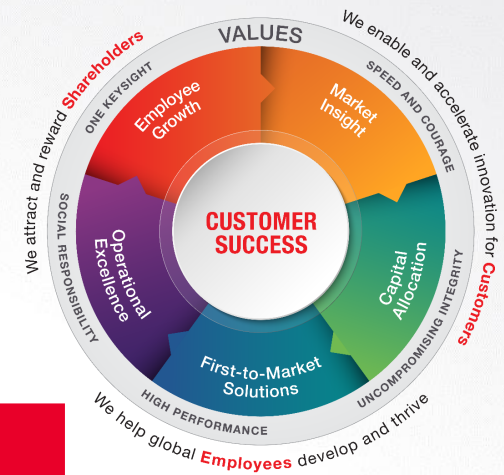 VALUES
ONE KEYSIGHT
SPEED AND COURAGE
UNCOMPROMISING INTEGRITY
HIGH PERFORMANCE
SOCIAL RESPONSIBILITY
We attract and reward Shareholders
We enable and accelerate innovation for Customers
We help global Employees develop and thrive
Employee
Growth
Market
Insight
Capital
Allocation
First-to-Market
Solutions
Operational
Excellence
CUSTOMER
SUCCESS